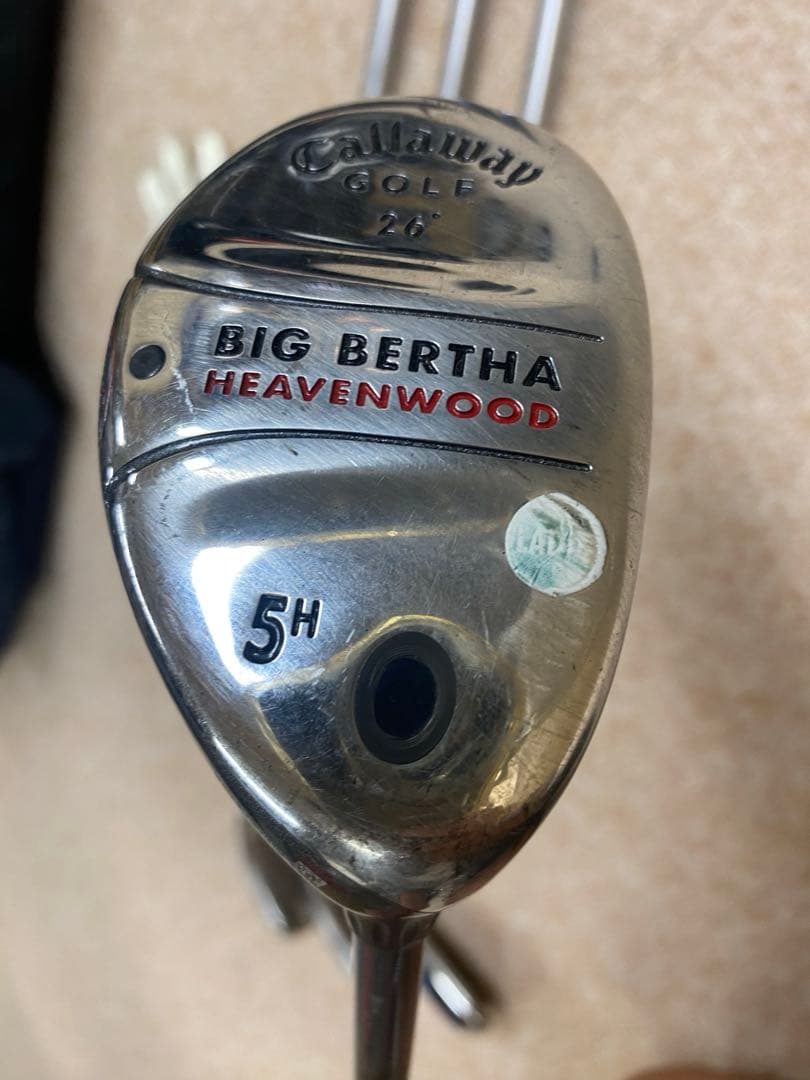 Callaway
GOLF
26°
BIG BERTHA
HEAVENWOOD
5H